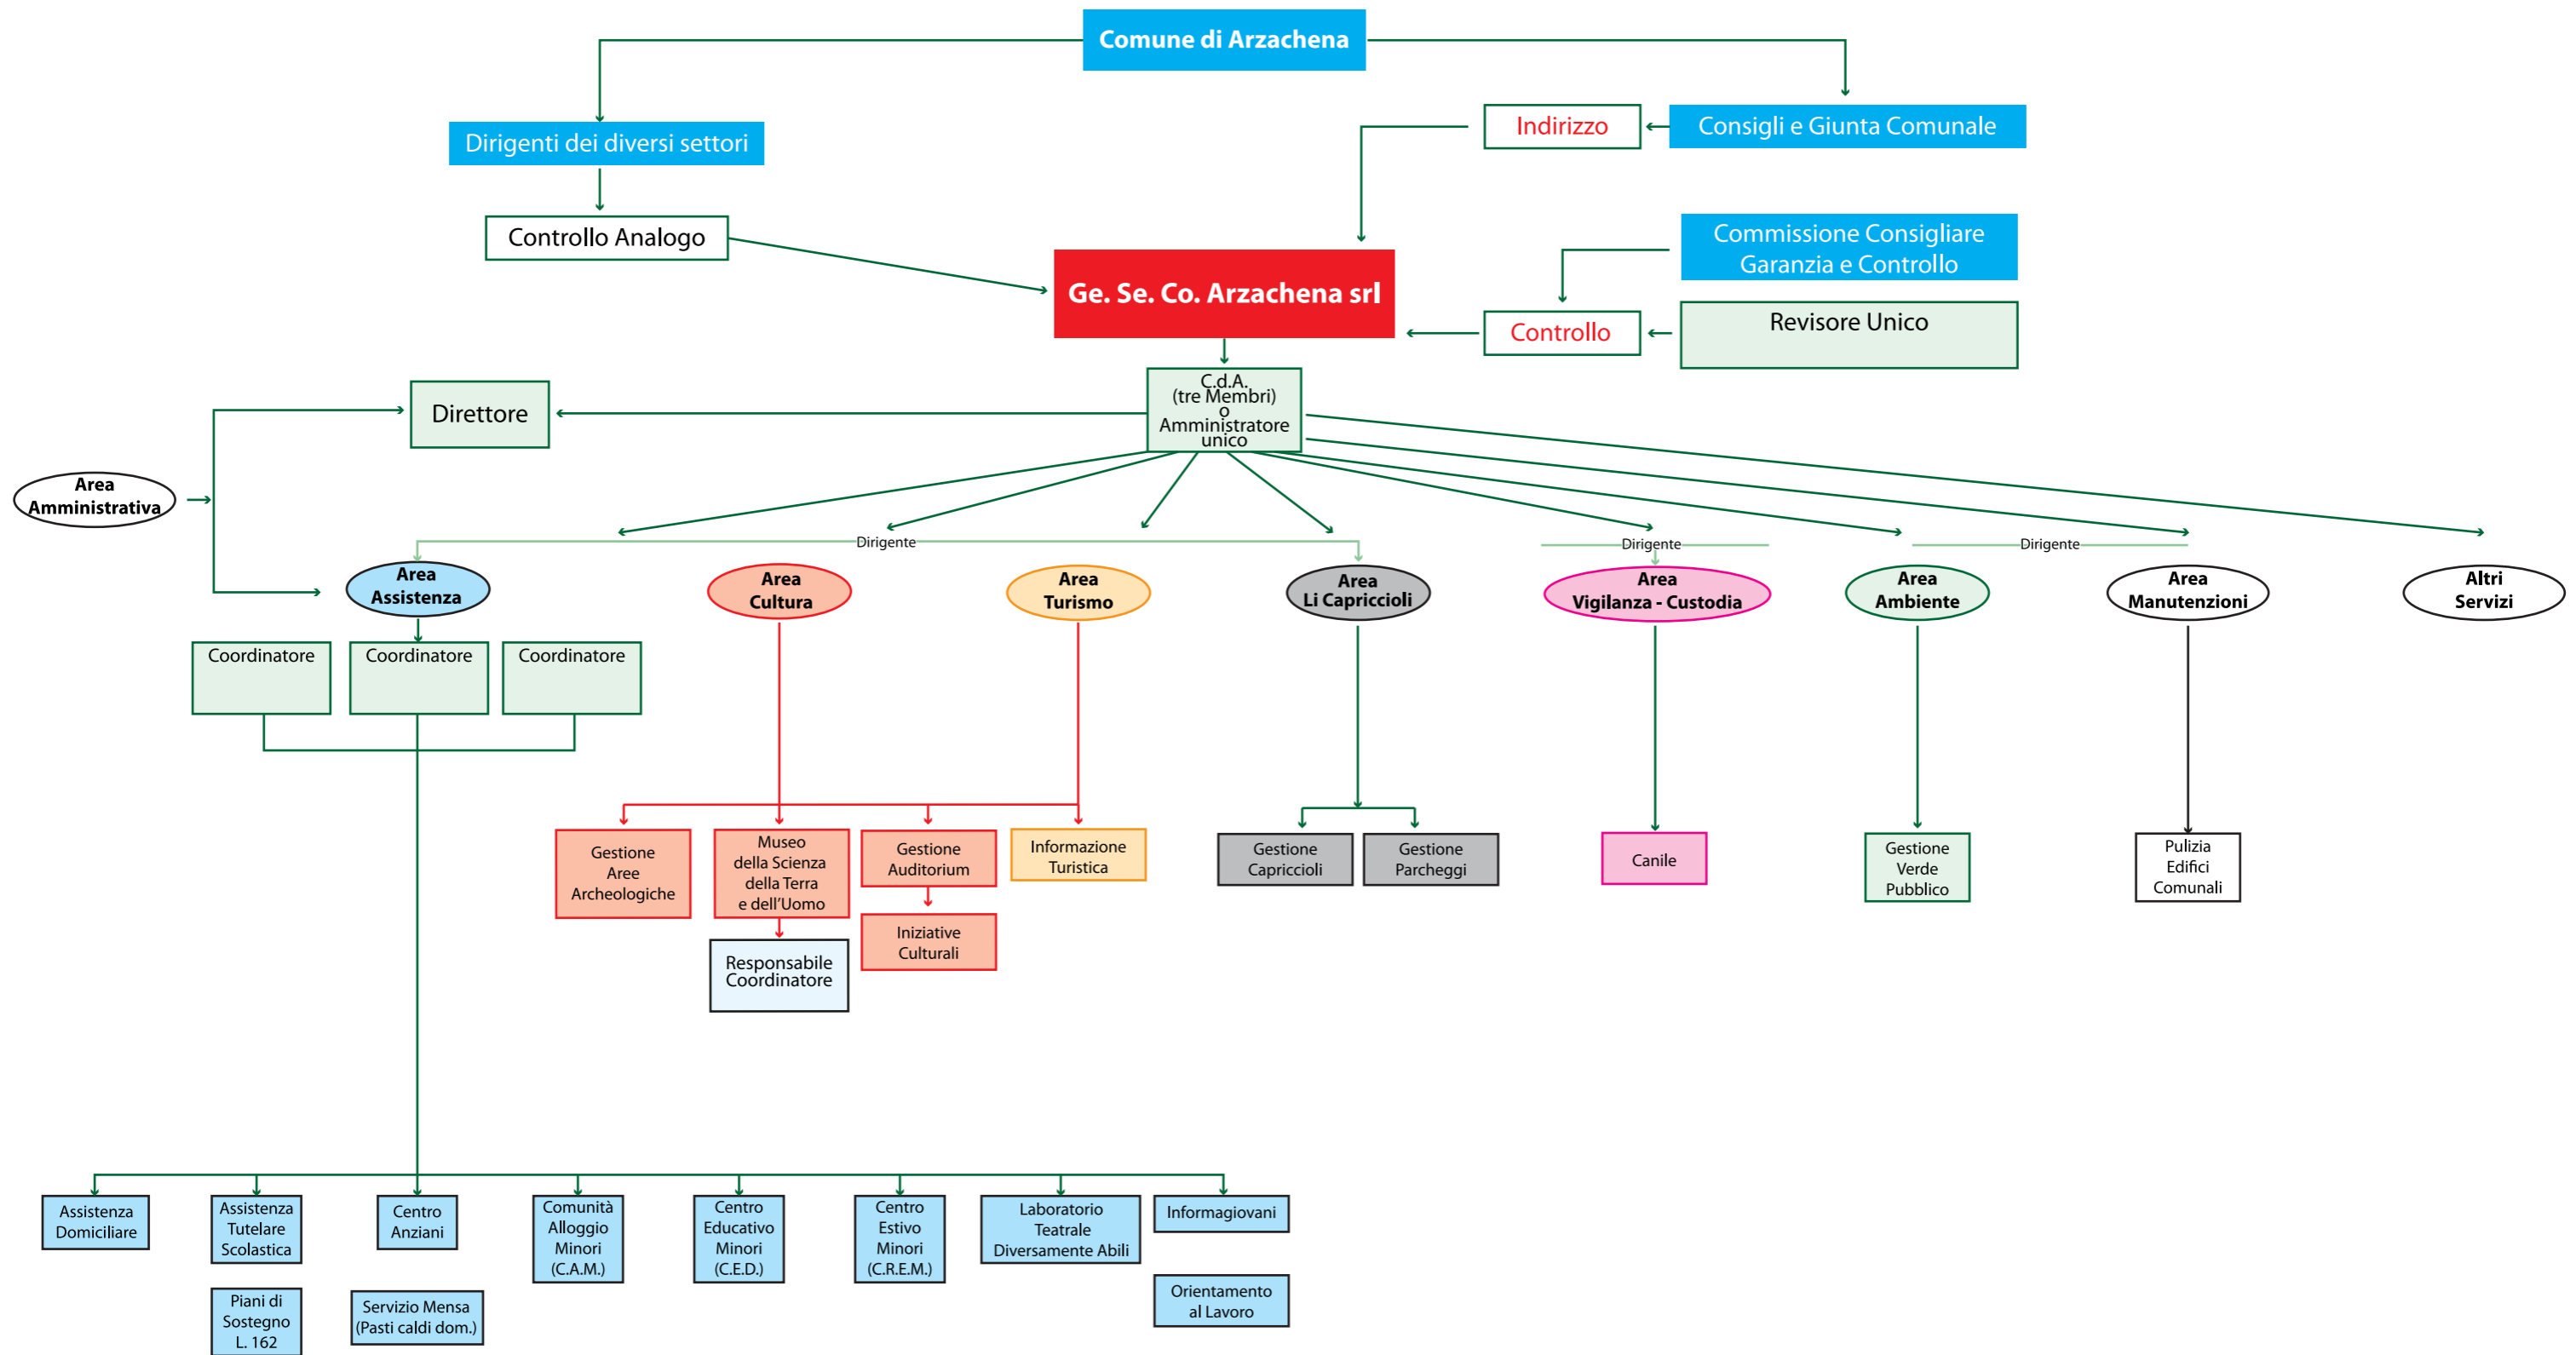 Comune di Arzachena
Indirizzo
Consigli e Giunta Comunale
Dirigenti dei diversi settori
Controllo Analogo
Commissione Consigliare
Garanzia e Controllo
Ge. Se. Co. Arzachena srl
Controllo
Revisore Unico
Direttore
C.d.A.
(tre Membri)
o
Amministratore
unico
Area
Amministrativa
Dirigente
Dirigente
Dirigente
Area
Assistenza
Area
Cultura
Area
Turismo
Area
Li Capriccioli
Area
Vigilanza - Custodia
Area
Ambiente
Area
Manutenzioni
Altri
Servizi
Coordinatore
Coordinatore
Coordinatore
Gestione
Aree
Archeologiche
Museo
della Scienza
della Terra
e dell'Uomo
Gestione
Auditorium
Informazione
Turistica
Gestione
Capriccioli
Gestione
Parcheggi
Canile
Gestione
Verde
Pubblico
Pulizia
Edifici
Comunali
Responsabile
Coordinatore
Iniziative
Culturali
Assistenza
Domiciliare
Assistenza
Tutelare
Scolastica
Centro
Anziani
Comunità
Alloggio
Minori
(C.A.M.)
Centro
Educativo
Minori
(C.E.D.)
Centro
Estivo
Minori
(C.R.E.M.)
Laboratorio
Teatrale
Diversamente Abili
Informagiovani
Piani di
Sostegno
L. 162
Servizio Mensa
(Pasti caldi dom.)
Orientamento
al Lavoro